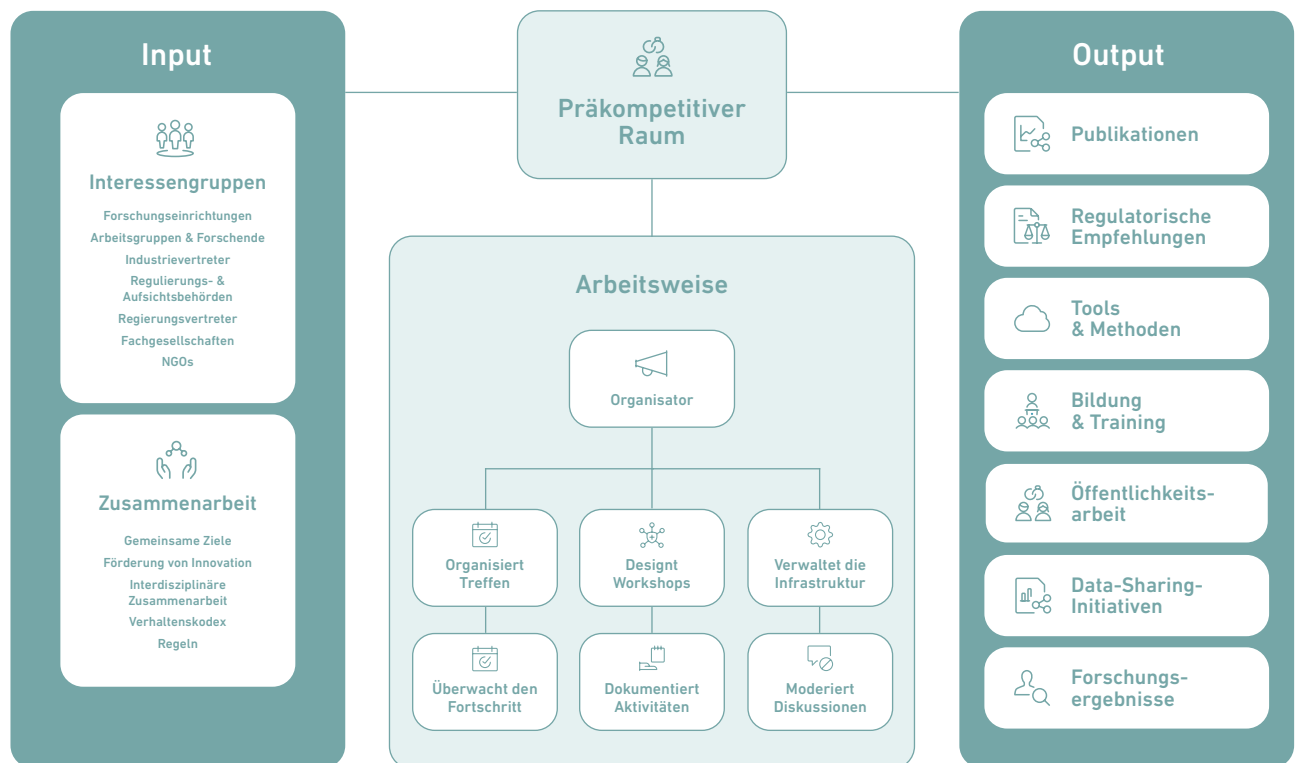 Input
Interessengruppen
Forschungseinrichtungen
Arbeitsgruppen & Forschende
Industrievertreter
Regulierungs- &
Aufsichtsbehörden
Regierungsvertreter
Fachgesellschaften
NGOs
Zusammenarbeit
Gemeinsame Ziele
Förderung von Innovation
Interdisziplinäre
Zusammenarbeit
Verhaltenskodex
Regeln
Präkompetitiver
Raum
Arbeitsweise
Organisator
Organisiert
Treffen
Designt
Workshops
Verwaltet die
Infrastruktur
Überwacht den
Fortschritt
Dokumentiert
Aktivitäten
Moderiert
Diskussionen
Output
Publikationen
Regulatorische
Empfehlungen
Tools
& Methoden
Bildung
& Training
Öffentlichkeits-
arbeit
Data-Sharing-
Initiativen
Forschungs-
ergebnisse